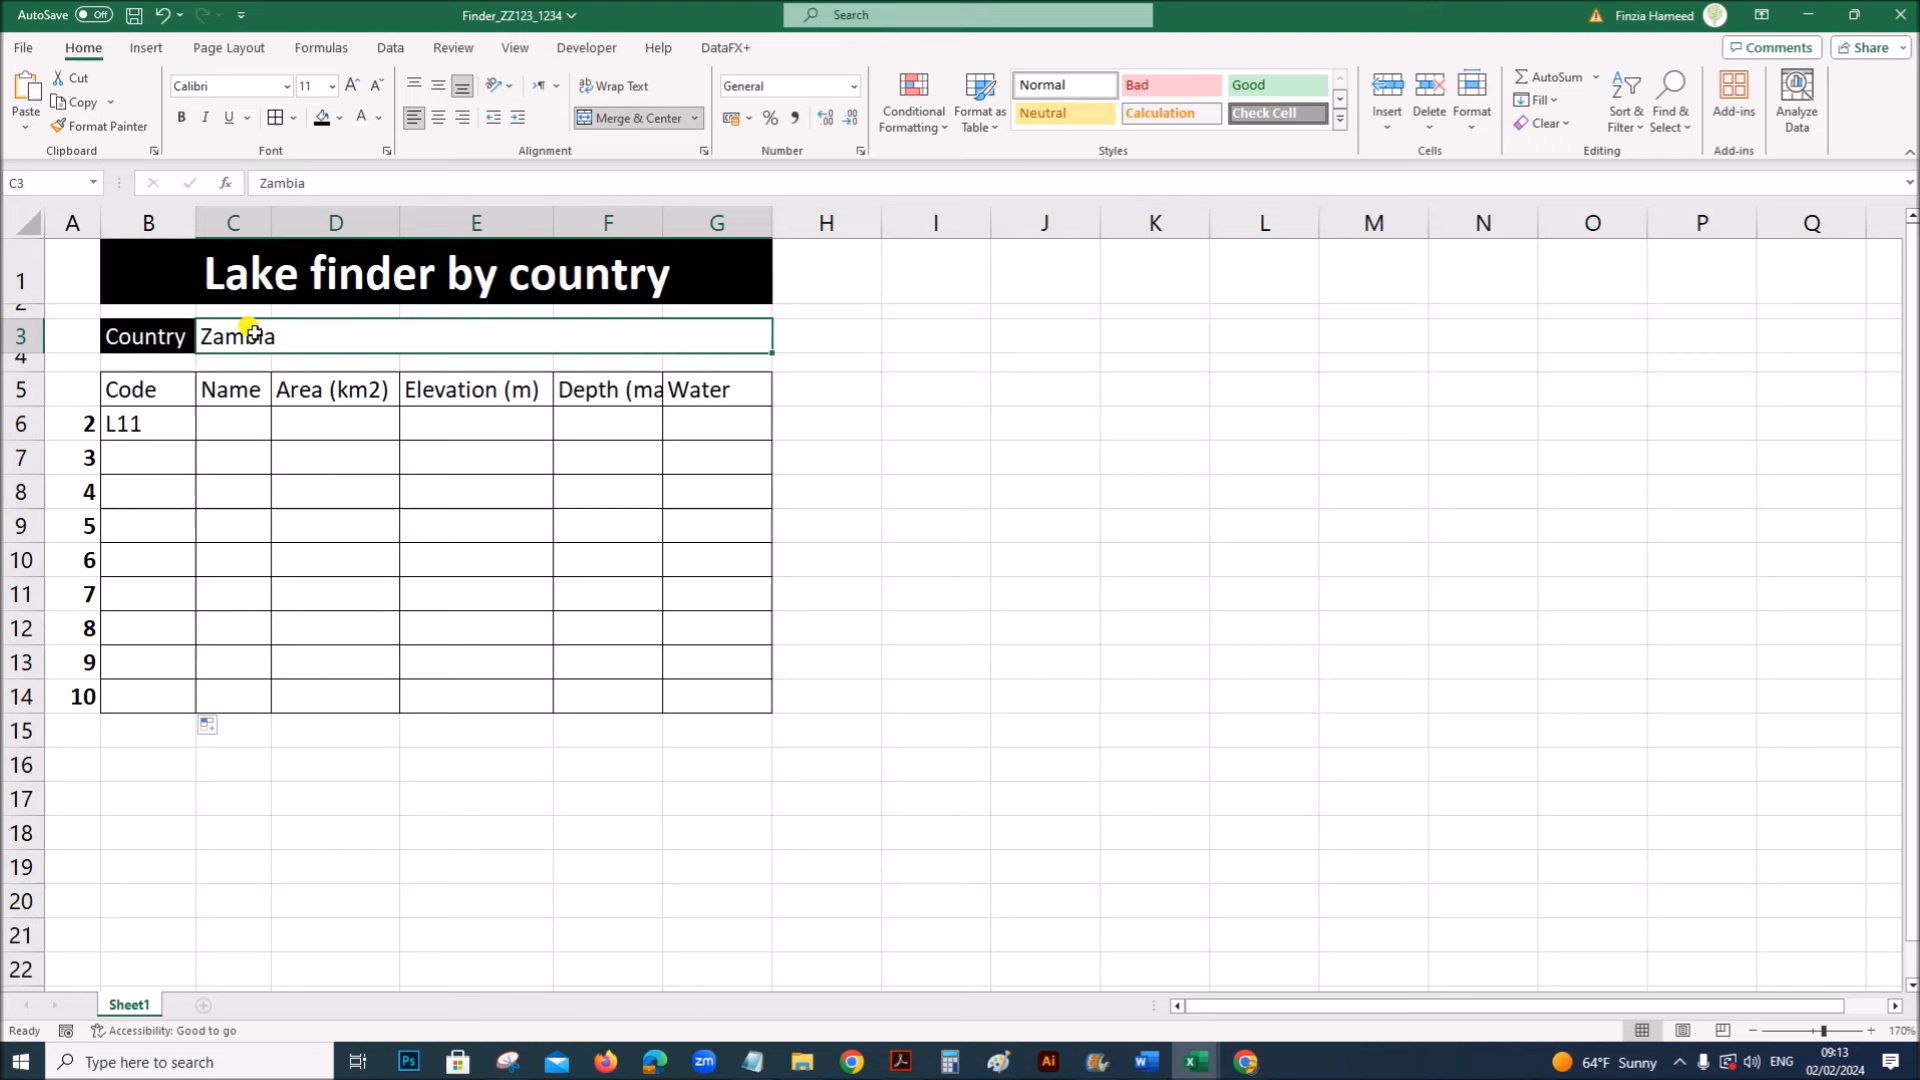 AutoSave Off Finder_ZZ123_1234 Search Finzia Hameed
File Home Insert Page Layout Formulas Data Review View Developer Help DataFX+ Comments Share
Paste Cut Copy Format Painter
Calibri 11
B I U
Wrap Text
Merge & Center
General
Conditional Formatting
Format as Table
Normal Bad Good
Neutral Calculation Check Cell
Insert Delete Format
AutoSum
Fill
Clear
Sort & Filter
Find & Select
Add-ins
Analyze Data
Clipboard Font Alignment Number Styles Cells Editing Add-ins
C3 fx Zambia
A B C D E F G H I J K L M N O P Q
1 Lake finder by country
2
3 Country Zambia
4
5 Code Name Area (km2) Elevation (m) Depth (ma Water
6 2 L11
7 3
8 4
9 5
10 6
11 7
12 8
13 9
14 10
15
16
17
18
19
20
21
22
Sheet1
Ready Accessibility: Good to go 170%
Type here to search Ps zm Ai 64°F Sunny ENG 09:13
02/02/2024